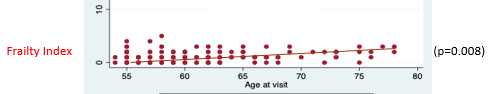 10
Frailty Index
(p=0.008)
0
55 60 65 70 75 80
Age at visit